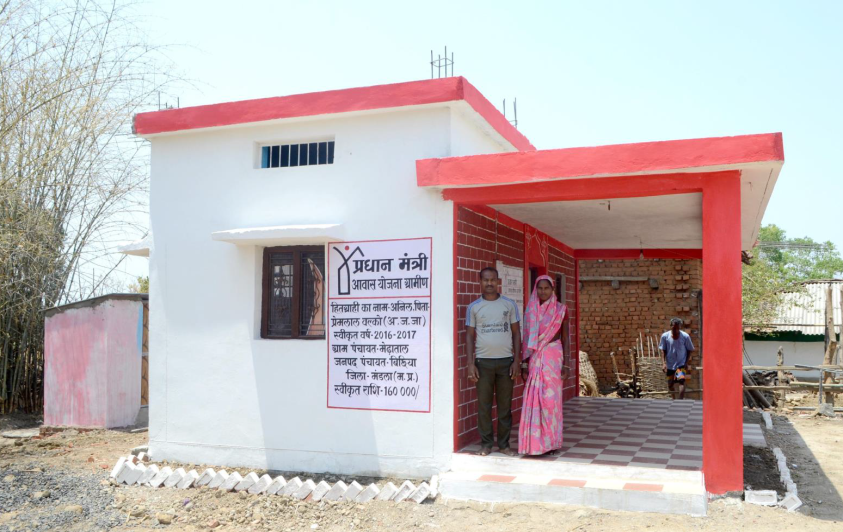 प्रधान मंत्री
आवास योजना ग्रामीण
हितग्राही का नाम-अनिल, पिता-
प्रेमलाल वल्को (अ.ज.जा)
स्वीकृत वर्ष-2016-2017
ग्राम पंचायत-मेढ़ाताल
जनपद पंचायत-बिछिया
जिला-मंडला (म.प्र.)
स्वीकृत राशि-160 000/